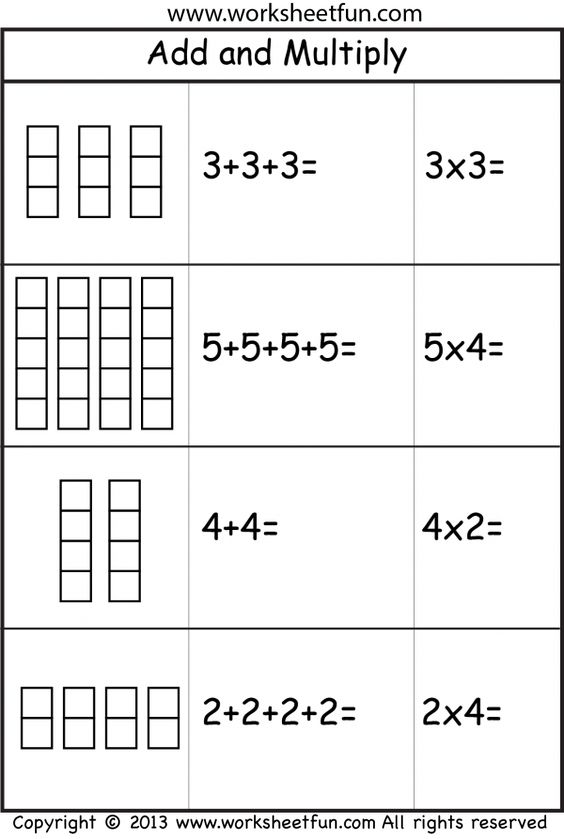 www.worksheetfun.com
Add and Multiply
3+3+3= 3x3=
5+5+5+5= 5x4=
4+4= 4x2=
2+2+2+2= 2x4=
Copyright © 2013 www.worksheetfun.com All rights reserved